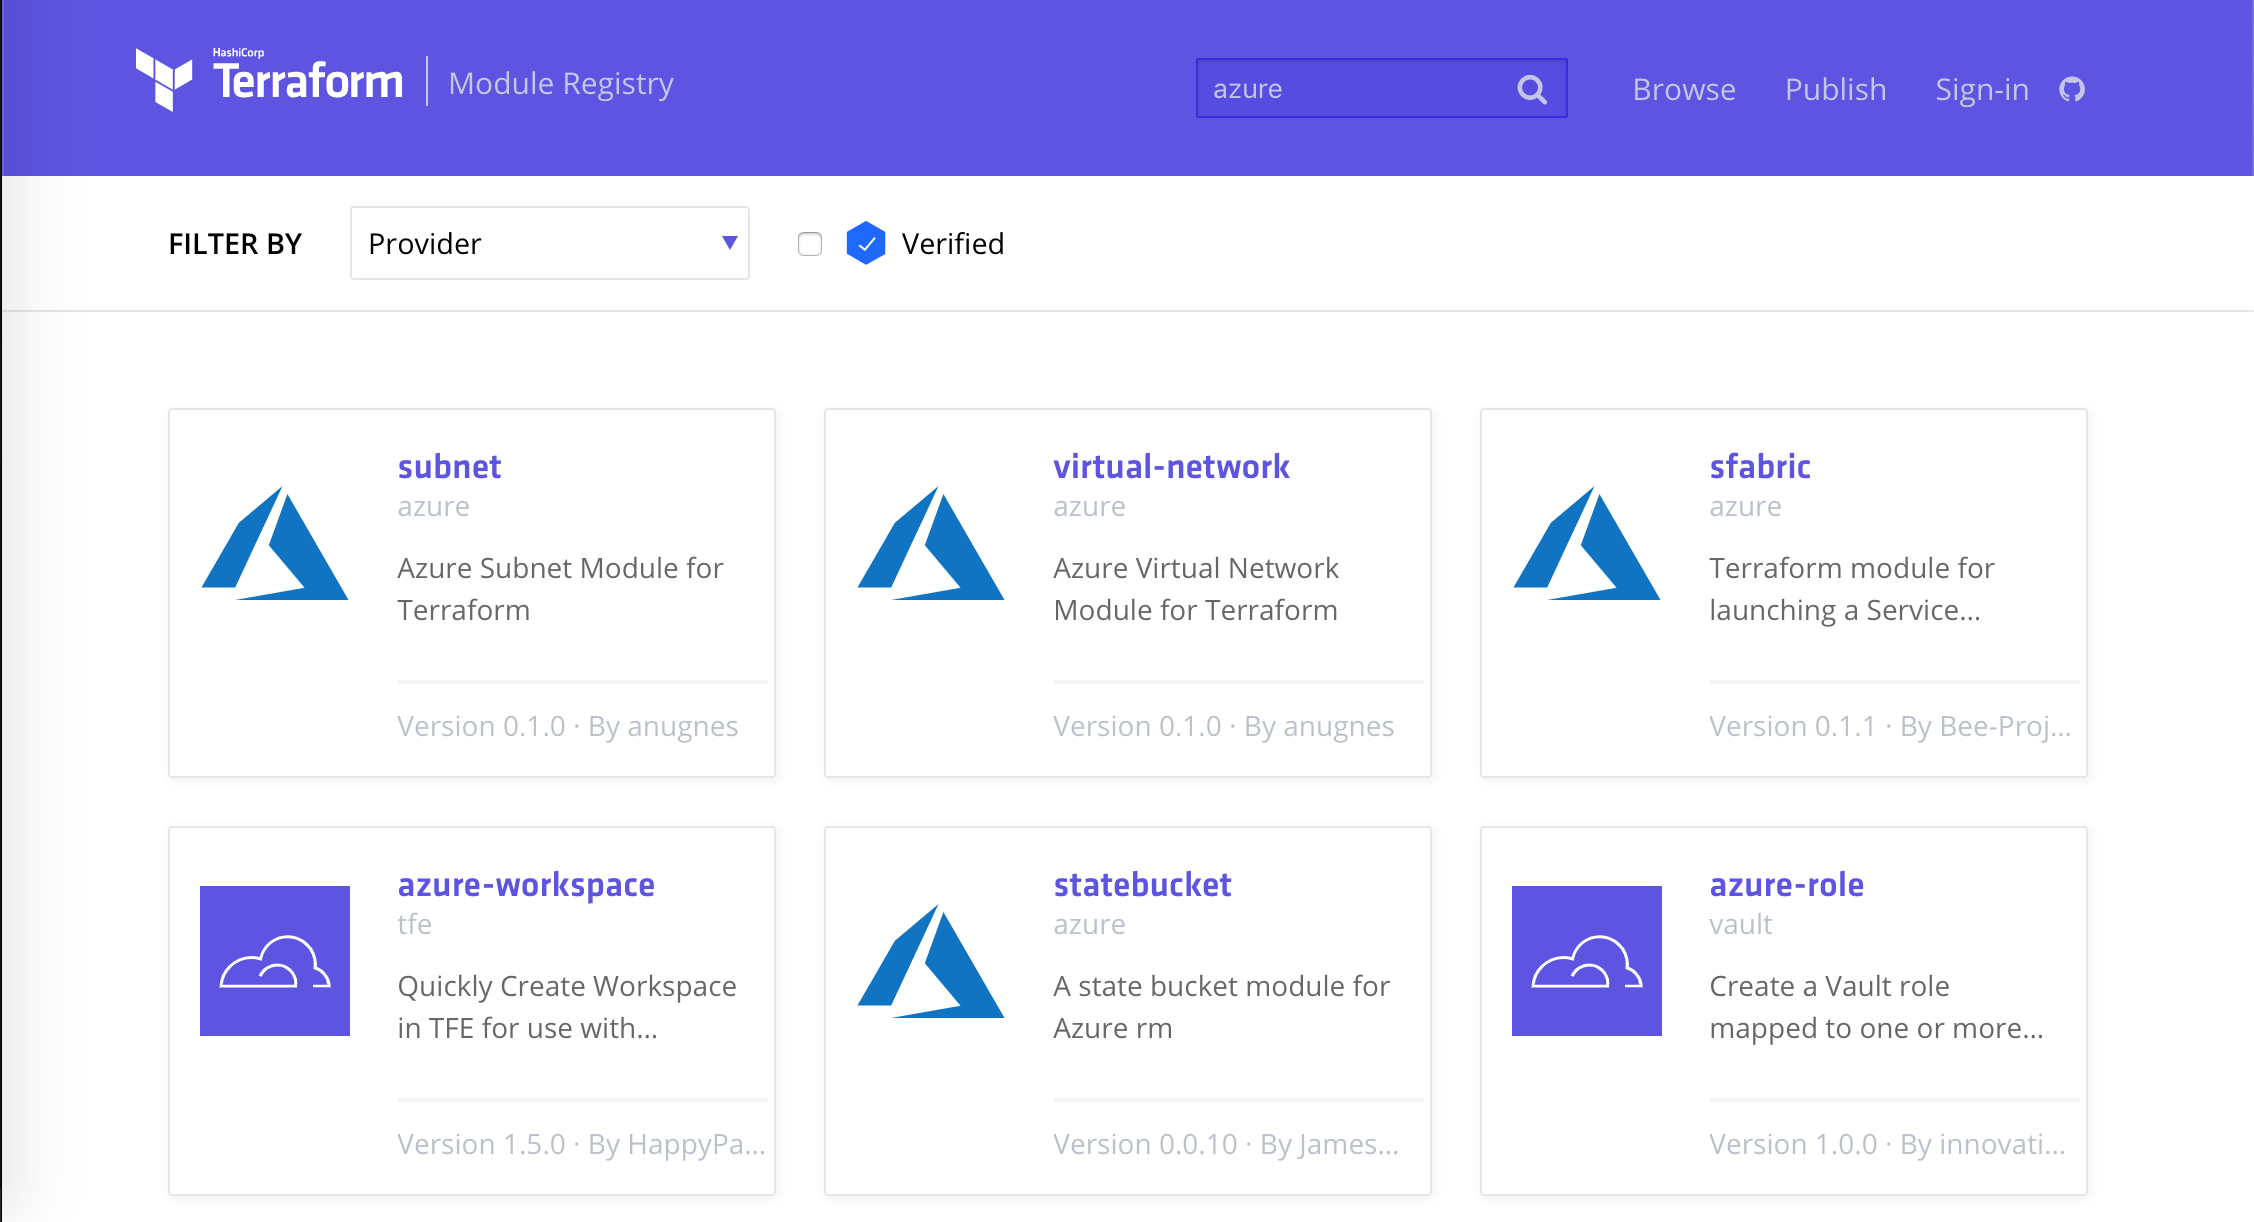 HashiCorp
Terraform
Module Registry
azure
Browse
Publish
Sign-in
FILTER BY
Provider
Verified
subnet
azure
Azure Subnet Module for
Terraform
Version 0.1.0 · By anugnes
virtual-network
azure
Azure Virtual Network
Module for Terraform
Version 0.1.0 · By anugnes
sfabric
azure
Terraform module for
launching a Service...
Version 0.1.1 · By Bee-Proj...
azure-workspace
tfe
Quickly Create Workspace
in TFE for use with...
Version 1.5.0 · By HappyPa...
statebucket
azure
A state bucket module for
Azure rm
Version 0.0.10 · By James...
azure-role
vault
Create a Vault role
mapped to one or more...
Version 1.0.0 · By innovati...